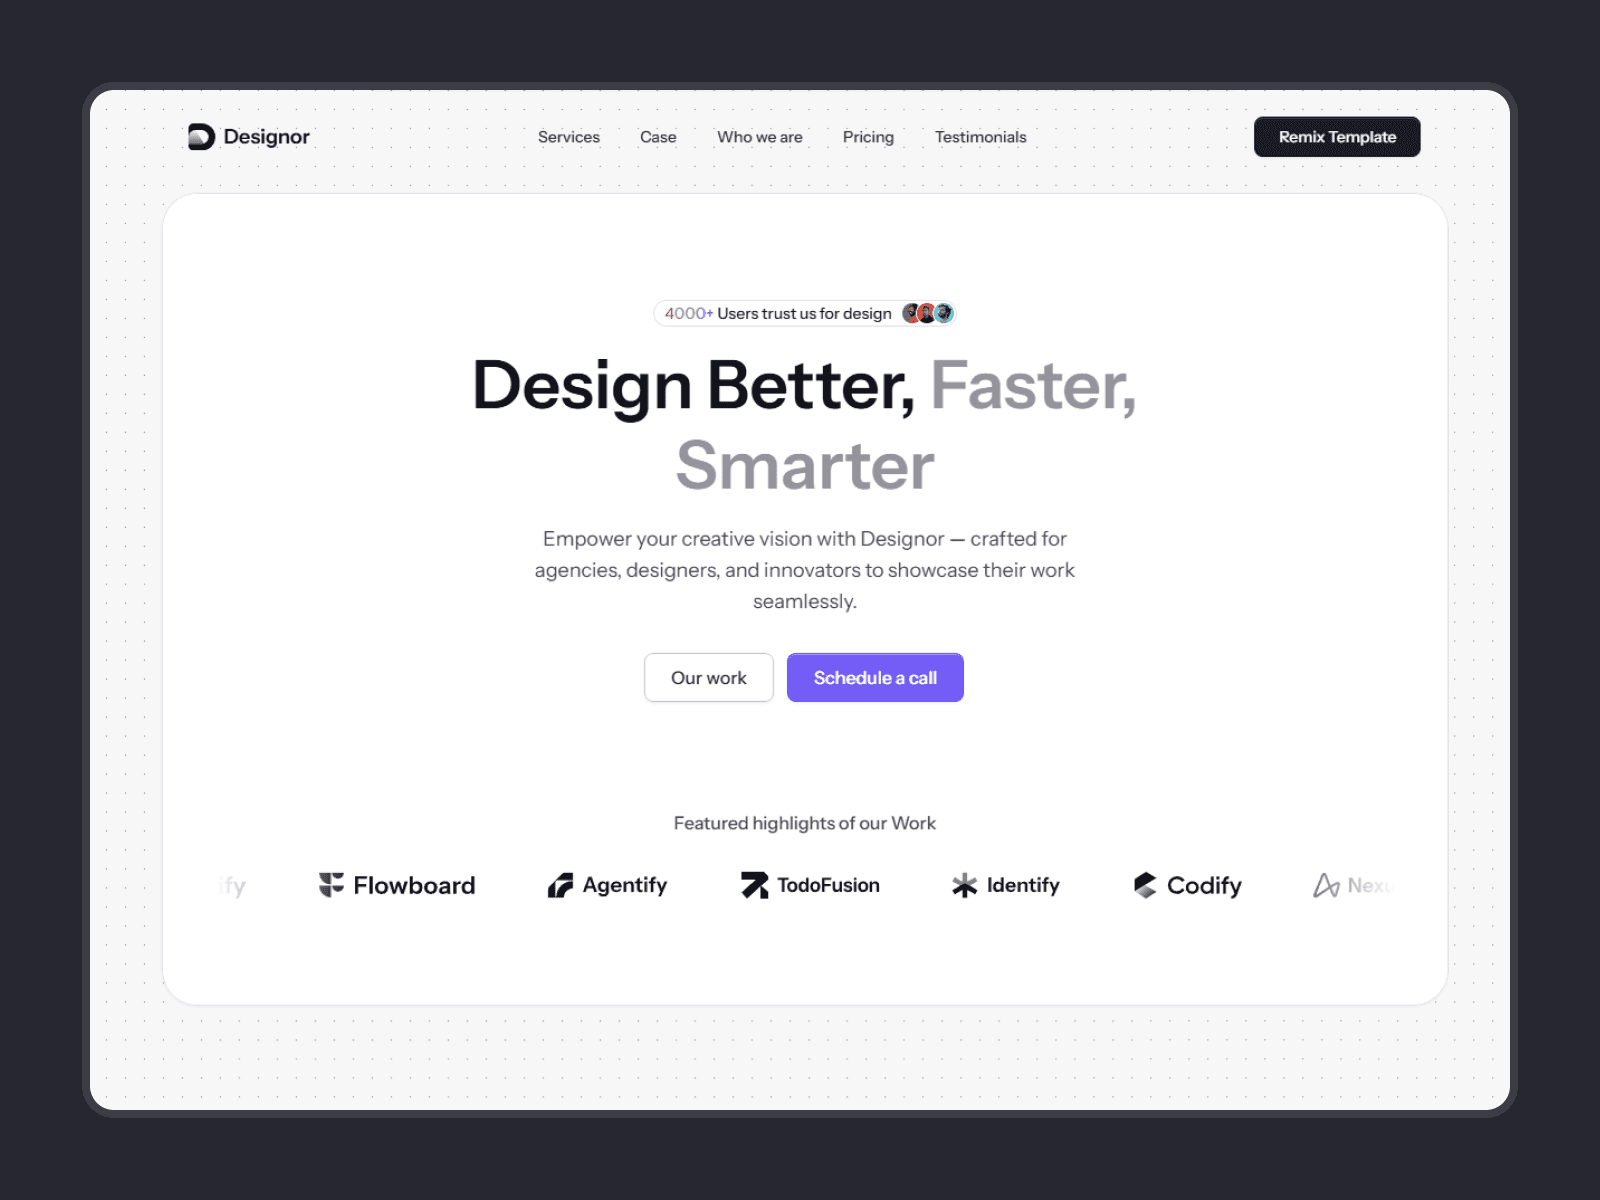 Designor
Services
Case
Who we are
Pricing
Testimonials
Remix Template
4000+ Users trust us for design
Design Better, Faster,
Smarter
Empower your creative vision with Designor — crafted for
agencies, designers, and innovators to showcase their work
seamlessly.
Our work
Schedule a call
Featured highlights of our Work
ify
Flowboard
Agentify
TodoFusion
Identify
Codify
Nexu